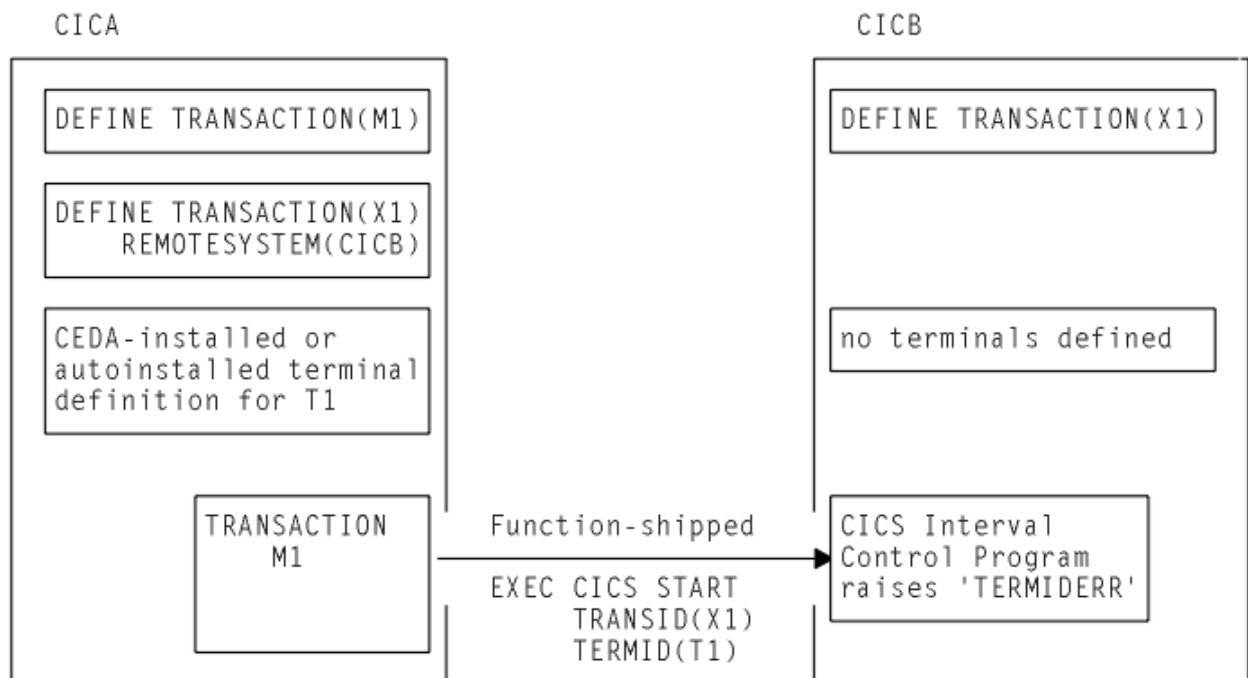 CICA
DEFINE TRANSACTION(M1)
DEFINE TRANSACTION(X1)
REMOTESYSTEM(CICB)
CEDA-installed or
autoinstalled terminal
definition for T1
TRANSACTION
M1
Function-shipped
EXEC CICS START
TRANSID(X1)
TERMID(T1)
CICB
DEFINE TRANSACTION(X1)
no terminals defined
CICS Interval
Control Program
raises 'TERMIDERR'